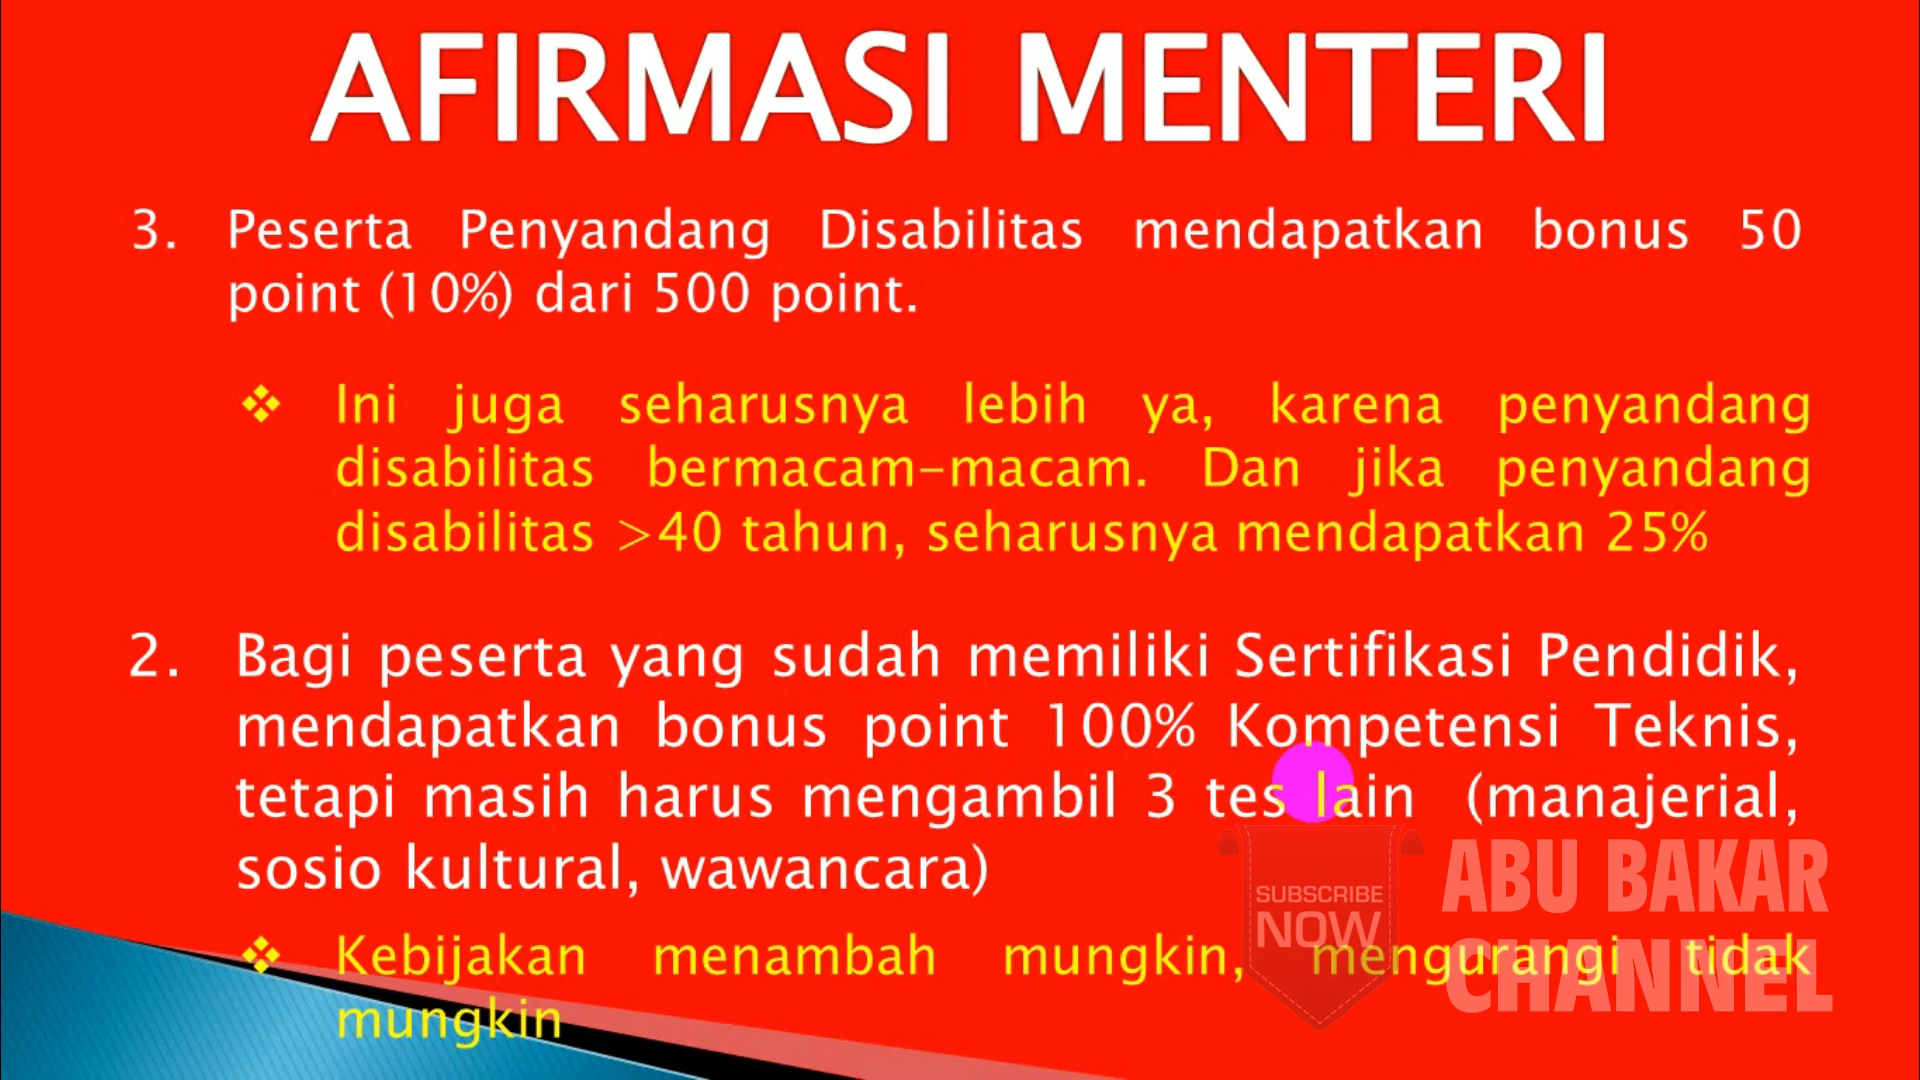 AFIRMASI MENTERI
3. Peserta Penyandang Disabilitas mendapatkan bonus 50
point (10%) dari 500 point.
❖ Ini juga seharusnya lebih ya, karena penyandang
disabilitas bermacam-macam. Dan jika penyandang
disabilitas >40 tahun, seharusnya mendapatkan 25%
2. Bagi peserta yang sudah memiliki Sertifikasi Pendidik,
mendapatkan bonus point 100% Kompetensi Teknis,
tetapi masih harus mengambil 3 tes lain (manajerial,
sosio kultural, wawancara)
❖ Kebijakan menambah mungkin, mengurangi tidak
mungkin
SUBSCRIBE
NOW
ABU BAKAR
CHANNEL